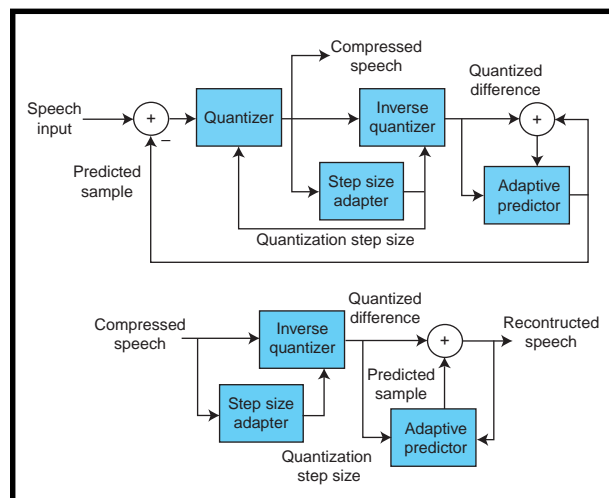 Compressed
speech
Quantized
difference
Speech
input
+
−
Quantizer
Inverse
quantizer
+
Predicted
sample
Step size
adapter
Adaptive
predictor
Quantization step size
Compressed
speech
Inverse
quantizer
Quantized
difference
+
Reconstructed
speech
Predicted
sample
Step size
adapter
Adaptive
predictor
Quantization
step size